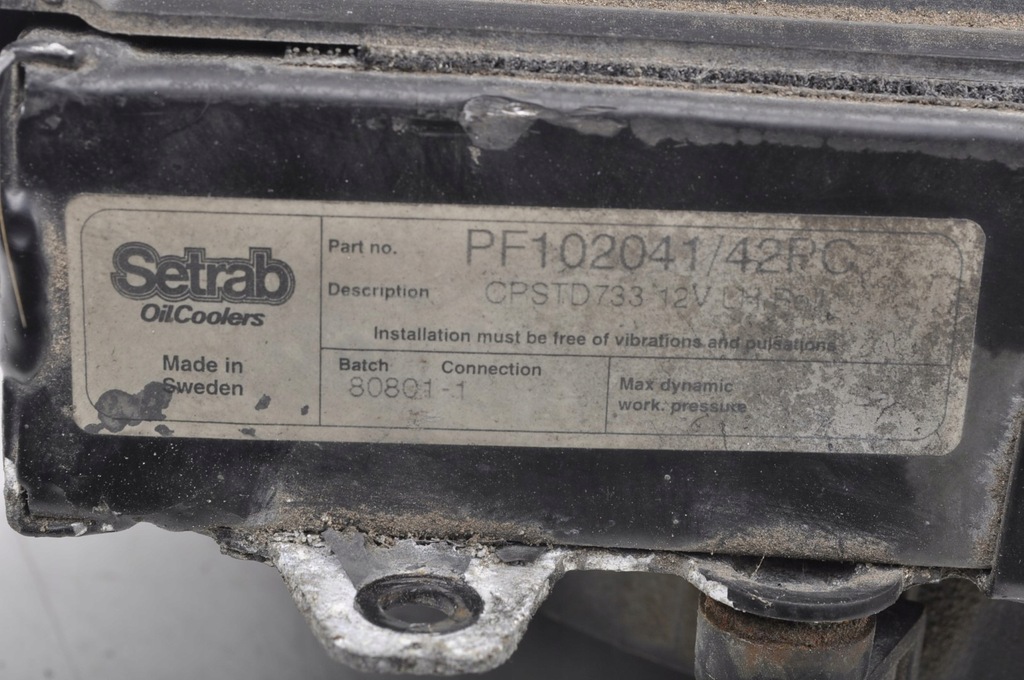 Setrab
OilCoolers
Made in
Sweden
Part no. PF102041/42PC
Description CPSTD733 12V LH
Installation must be free of vibrations and pulsations
Batch Connection
80801-1
Max dynamic
work. pressure